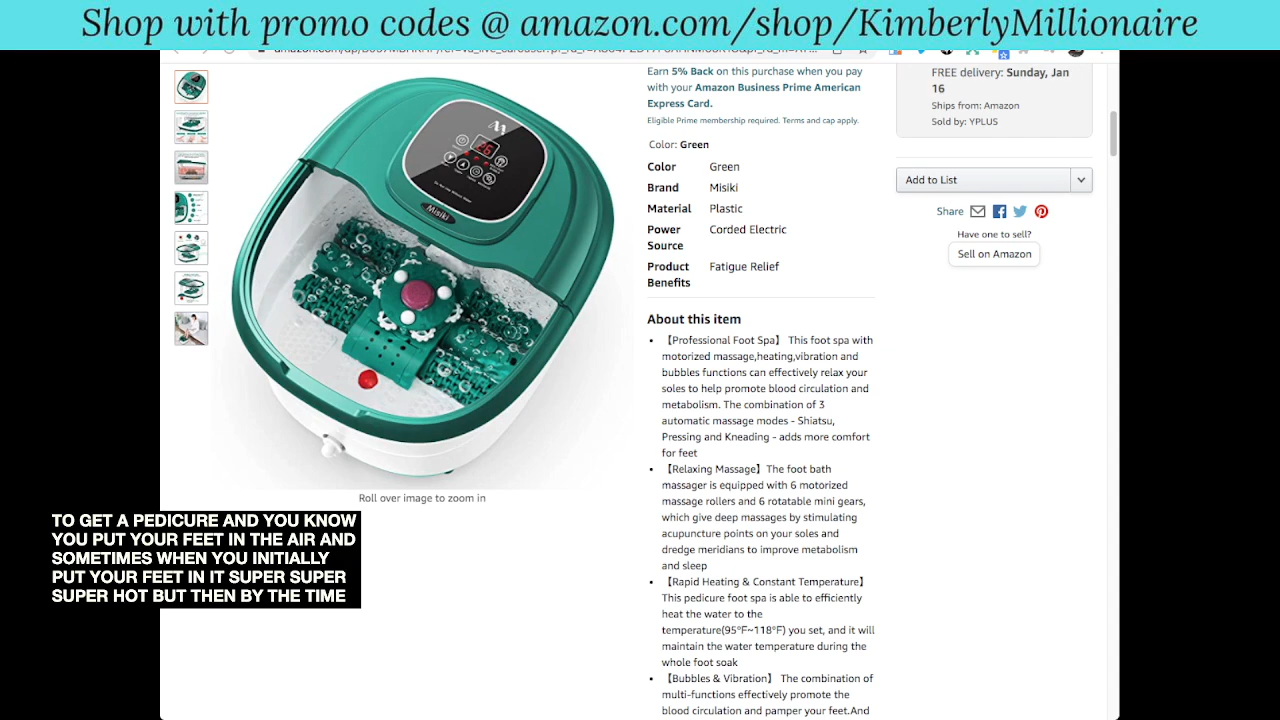 Shop with promo codes @ amazon.com/shop/KimberlyMillionaire
Earn 5% Back on this purchase when you pay
with your Amazon Business Prime American
Express Card.
Eligible Prime membership required. Terms and cap apply.
Color: Green
Color Green
Brand Misiki
Material Plastic
Power Corded Electric
Source
Product Fatigue Relief
Benefits
About this item
• 【Professional Foot Spa】 This foot spa with
motorized massage,heating,vibration and
bubbles functions can effectively relax your
soles to help promote blood circulation and
metabolism. The combination of 3
automatic massage modes - Shiatsu,
Pressing and Kneading - adds more comfort
for feet
• 【Relaxing Massage】The foot bath
massager is equipped with 6 motorized
massage rollers and 6 rotatable mini gears,
which give deep massages by stimulating
acupuncture points on your soles and
dredge meridians to improve metabolism
and sleep
• 【Rapid Heating & Constant Temperature】
This pedicure foot spa is able to efficiently
heat the water to the
temperature(95°F~118°F) you set, and it will
maintain the water temperature during the
whole foot soak
• 【Bubbles & Vibration】 The combination of
multi-functions effectively promote the
blood circulation and pamper your feet.And
FREE delivery: Sunday, Jan
16
Ships from: Amazon
Sold by: YPLUS
Add to List
Share
Have one to sell?
Sell on Amazon
Misiki
Roll over image to zoom in
TO GET A PEDICURE AND YOU KNOW
YOU PUT YOUR FEET IN THE AIR AND
SOMETIMES WHEN YOU INITIALLY
PUT YOUR FEET IN IT SUPER SUPER
SUPER HOT BUT THEN BY THE TIME